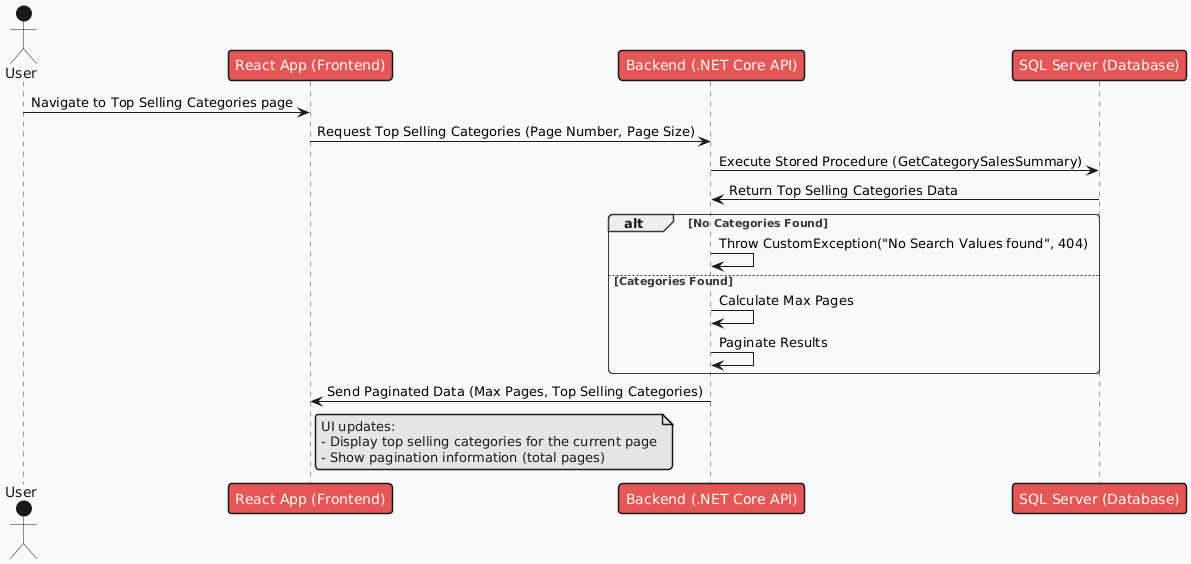 User
React App (Frontend)
Backend (.NET Core API)
SQL Server (Database)
Navigate to Top Selling Categories page
Request Top Selling Categories (Page Number, Page Size)
Execute Stored Procedure (GetCategorySalesSummary)
Return Top Selling Categories Data
alt [No Categories Found]
Throw CustomException("No Search Values found", 404)
[Categories Found]
Calculate Max Pages
Paginate Results
Send Paginated Data (Max Pages, Top Selling Categories)
UI updates:
- Display top selling categories for the current page
- Show pagination information (total pages)
User
React App (Frontend)
Backend (.NET Core API)
SQL Server (Database)